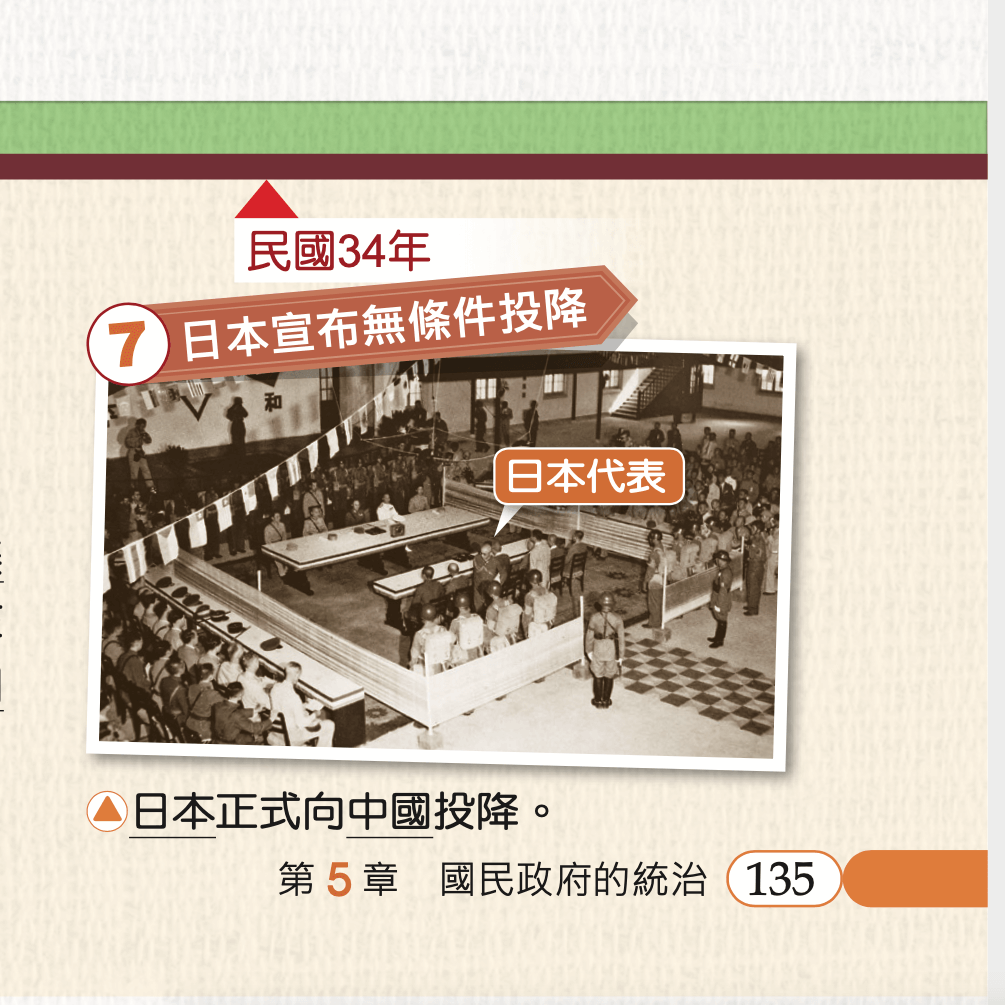 民國34年
7 日本宣布無條件投降
和
日本代表
日本正式向中國投降。
第5章 國民政府的統治 135